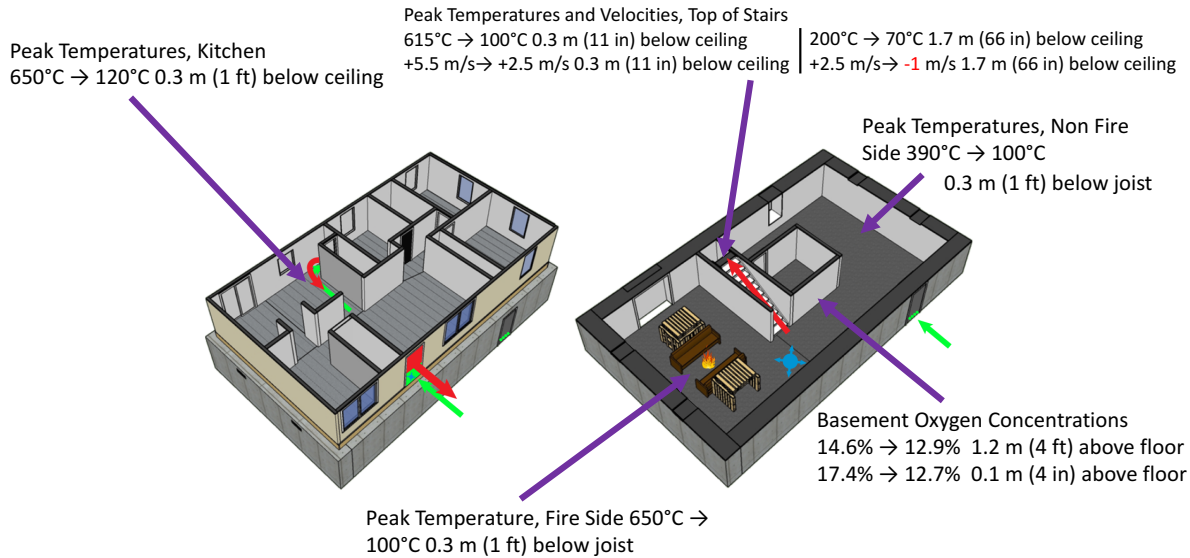 Peak Temperatures and Velocities, Top of Stairs
615°C → 100°C 0.3 m (11 in) below ceiling
+5.5 m/s→ +2.5 m/s 0.3 m (11 in) below ceiling
200°C → 70°C 1.7 m (66 in) below ceiling
+2.5 m/s→ -1 m/s 1.7 m (66 in) below ceiling
Peak Temperatures, Kitchen
650°C → 120°C 0.3 m (1 ft) below ceiling
Peak Temperatures, Non Fire
Side 390°C → 100°C
0.3 m (1 ft) below joist
Basement Oxygen Concentrations
14.6% → 12.9% 1.2 m (4 ft) above floor
17.4% → 12.7% 0.1 m (4 in) above floor
Peak Temperature, Fire Side 650°C →
100°C 0.3 m (1 ft) below joist